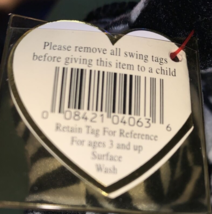 Please remove all swing tags
before giving this item to a child
0 08421 04063 6
Retain Tag For Reference
For ages 3 and up
Surface
Wash